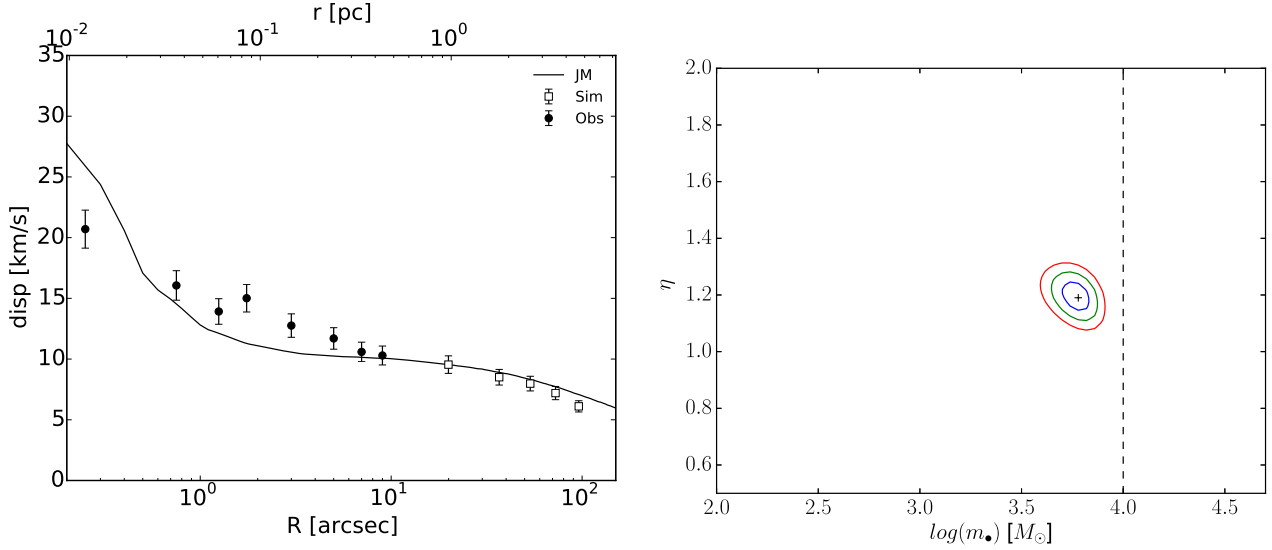 r [pc]
10⁻² 10⁻¹ 10⁰
35
30
25
20
15
10
5
0
disp [km/s]
JM
Sim
Obs
10⁰ 10¹ 10²
R [arcsec]
2.0
1.8
1.6
1.4
1.2
1.0
0.8
0.6
η
2.0 2.5 3.0 3.5 4.0 4.5
log(m•) [M⊙]